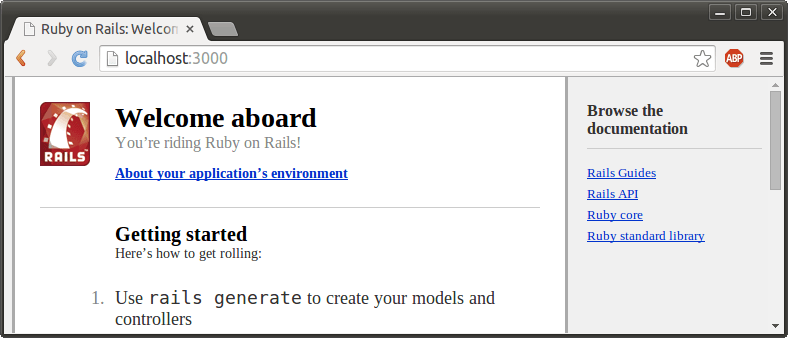 Ruby on Rails: Welcon
localhost:3000
ABP
RAILS
Welcome aboard
You’re riding Ruby on Rails!
About your application’s environment
Getting started
Here’s how to get rolling:
1. Use rails generate to create your models and
controllers
Browse the
documentation
Rails Guides
Rails API
Ruby core
Ruby standard library